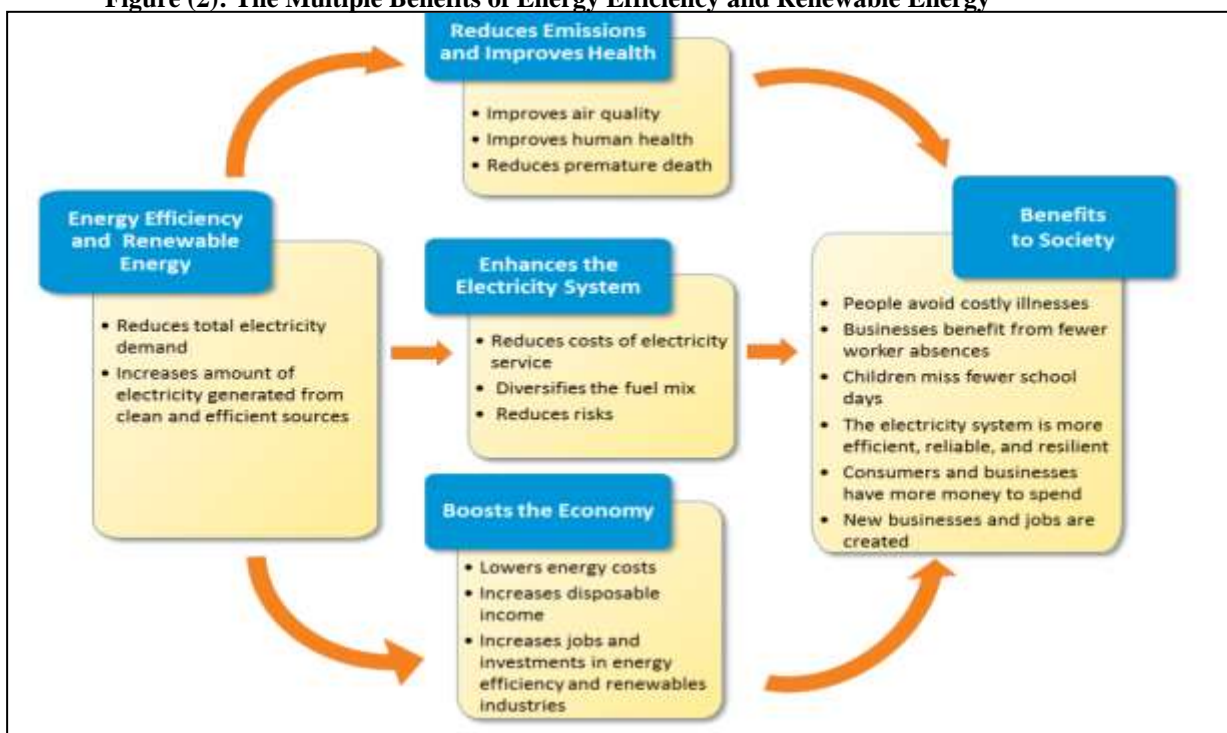 Figure (2): The Multiple Benefits of Energy Efficiency and Renewable Energy
Reduces Emissions
and Improves Health
• Improves air quality
• Improves human health
• Reduces premature death
Energy Efficiency
and Renewable
Energy
• Reduces total electricity
demand
• Increases amount of
electricity generated from
clean and efficient sources
Enhances the
Electricity System
• Reduces costs of electricity
service
• Diversifies the fuel mix
• Reduces risks
Boosts the Economy
• Lowers energy costs
• Increases disposable
income
• Increases jobs and
investments in energy
efficiency and renewables
industries
Benefits
to Society
• People avoid costly illnesses
• Businesses benefit from fewer
worker absences
• Children miss fewer school
days
• The electricity system is more
efficient, reliable, and resilient
• Consumers and businesses
have more money to spend
• New businesses and jobs are
created